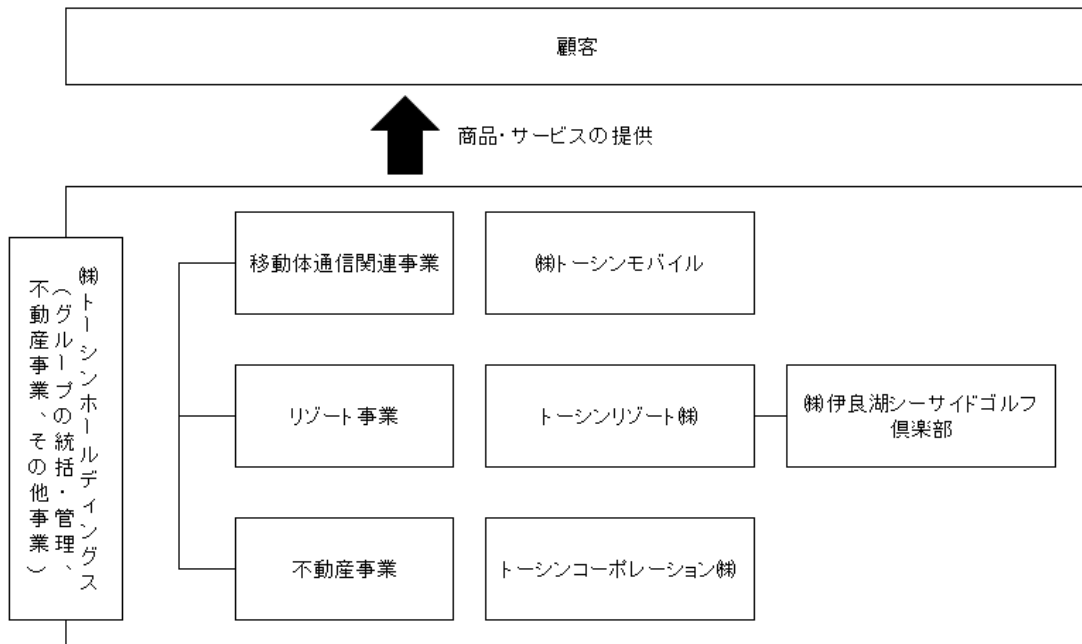 顧客
商品・サービスの提供
㈱トーシンホールディングス
（グループの統括・管理、
不動産事業、その他事業）
移動体通信関連事業
㈱トーシンモバイル
リゾート事業
トーシンリゾート㈱
㈱伊良湖シーサイドゴルフ
倶楽部
不動産事業
トーシンコーポレーション㈱